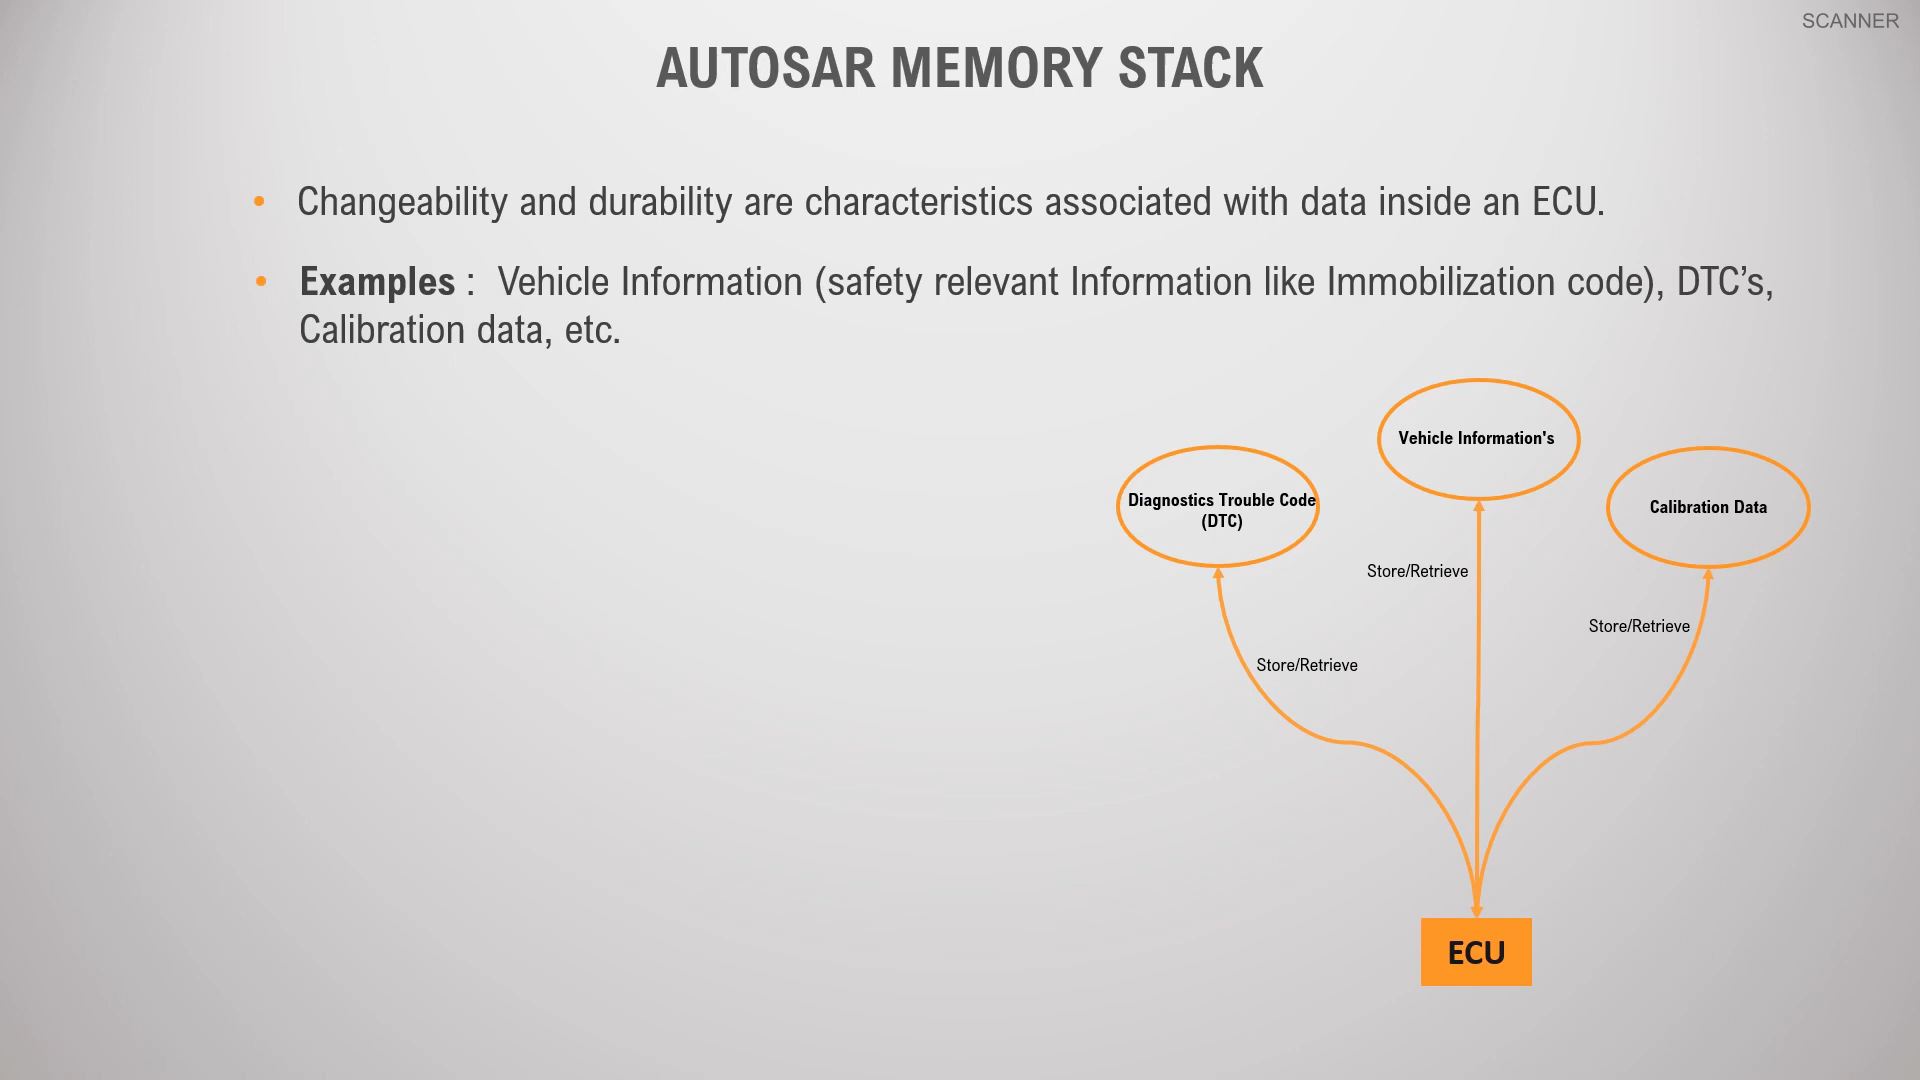 SCANNER
AUTOSAR MEMORY STACK
• Changeability and durability are characteristics associated with data inside an ECU.
• Examples : Vehicle Information (safety relevant Information like Immobilization code), DTC’s,
Calibration data, etc.
Vehicle Information's
Diagnostics Trouble Code
(DTC)
Calibration Data
Store/Retrieve
Store/Retrieve
Store/Retrieve
ECU